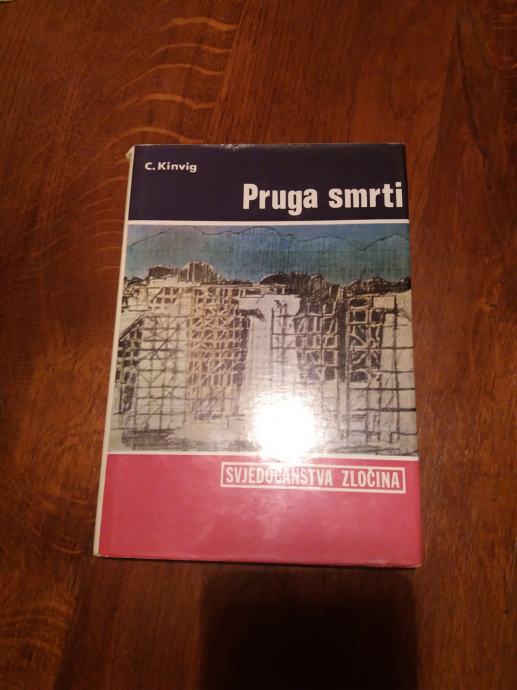 C. Kinvig
Pruga smrti
SVJEDOČANSTVA ZLOČINA